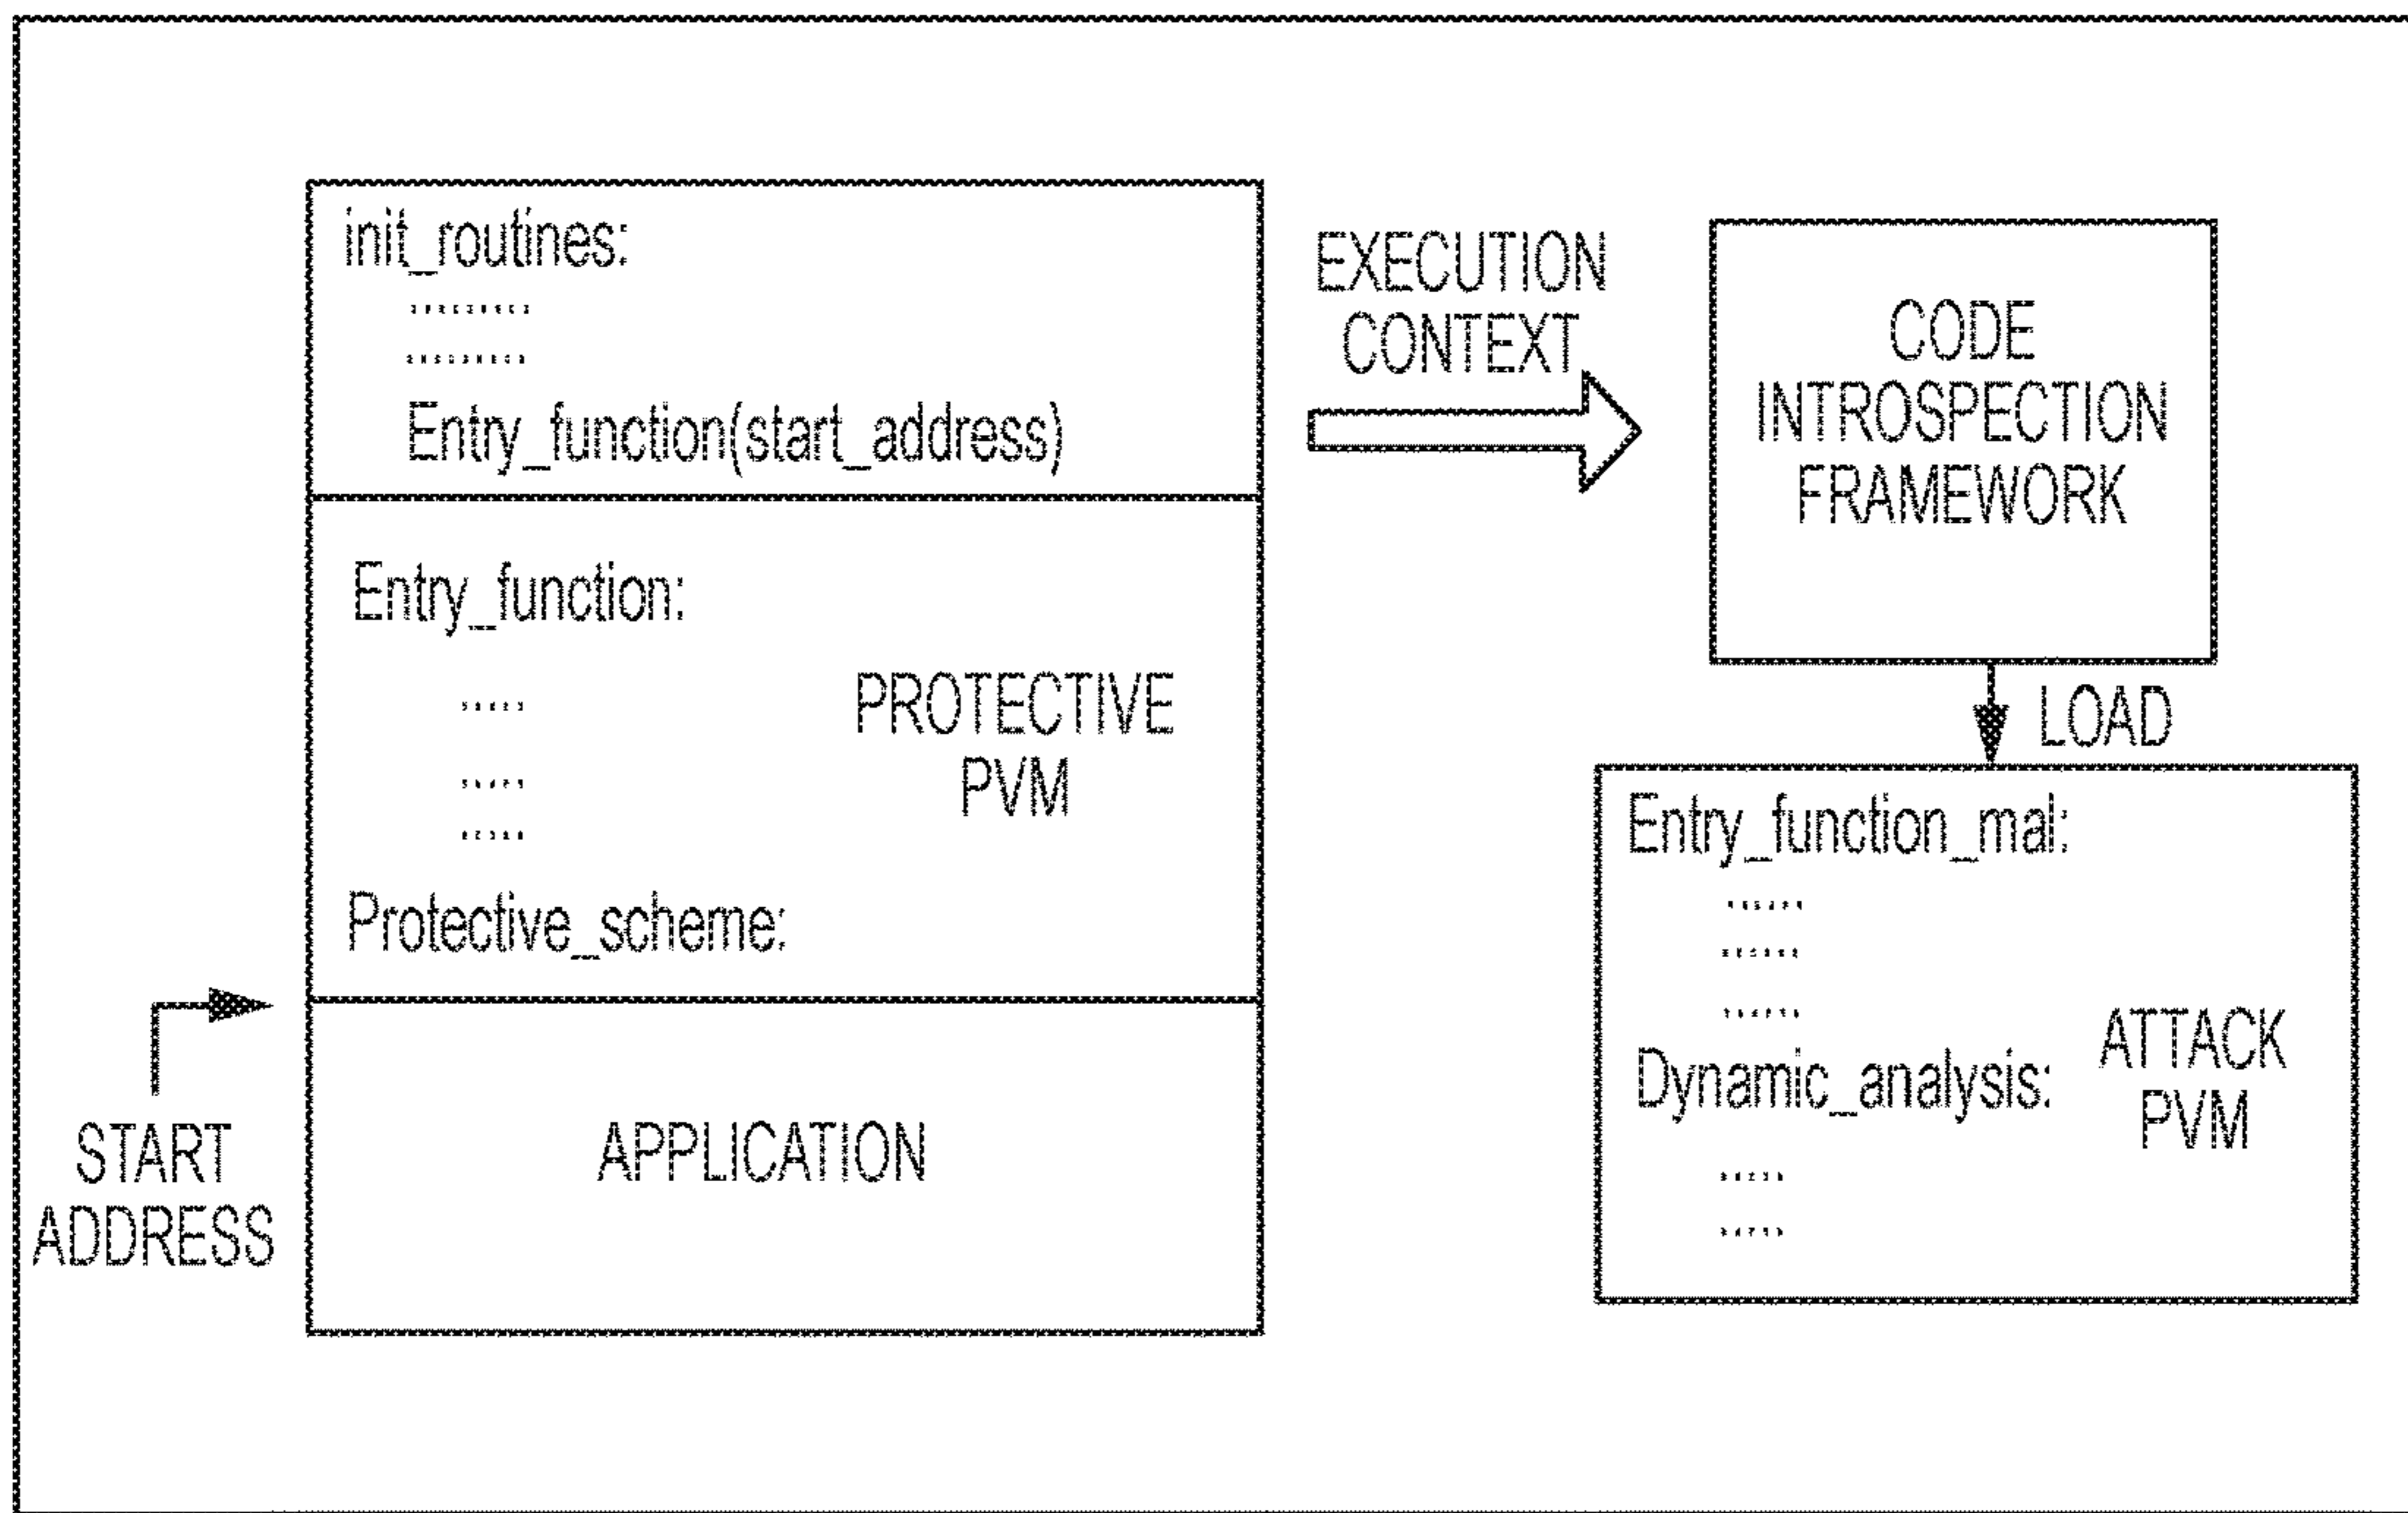 init_routines:
Entry_function(start_address)
Entry_function:
PROTECTIVE
PVM
Protective_scheme:
START
ADDRESS
APPLICATION
EXECUTION
CONTEXT
CODE
INTROSPECTION
FRAMEWORK
LOAD
Entry_function_mal:
Dynamic_analysis:
ATTACK
PVM